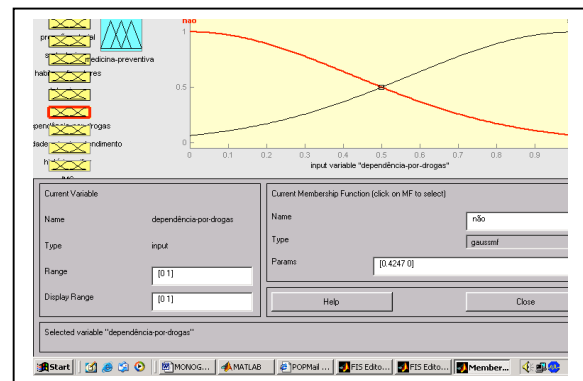 não
1
0.5
0
medicina-preventiva
0 0.1 0.2 0.3 0.4 0.5 0.6 0.7 0.8 0.9
input variable "dependência-por-drogas"
Current Variable
Name dependência-por-drogas
Type input
Range [0 1]
Display Range [0 1]
Current Membership Function (click on MF to select)
Name não
Type gaussmf
Params [0.4247 0]
Help Close
Selected variable "dependência-por-drogas"
Start MONOG... MATLAB POPMail ... FIS Edito... FIS Edito... Member...